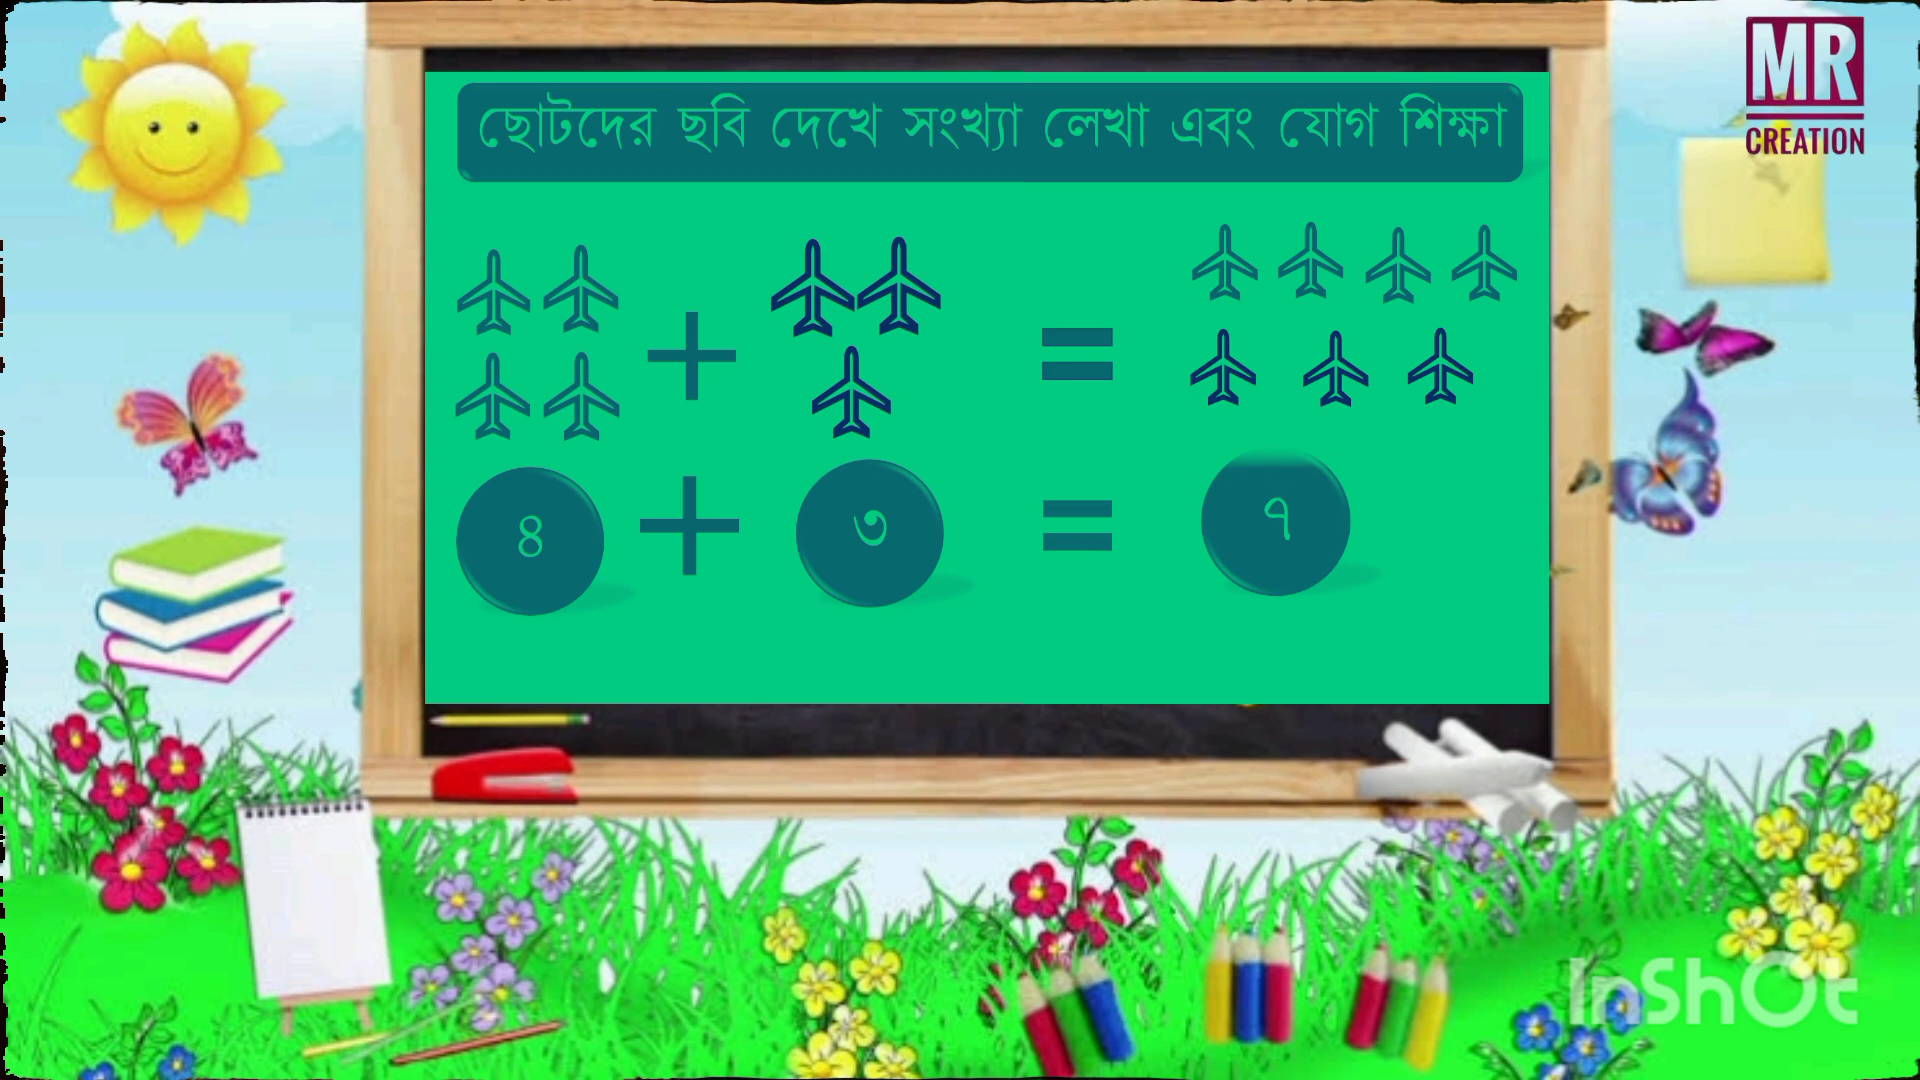 MR
CREATION
ছোটদের ছবি দেখে সংখ্যা লেখা এবং যোগ শিক্ষা
+ =
৪ + ৩ = ৭
InShOt